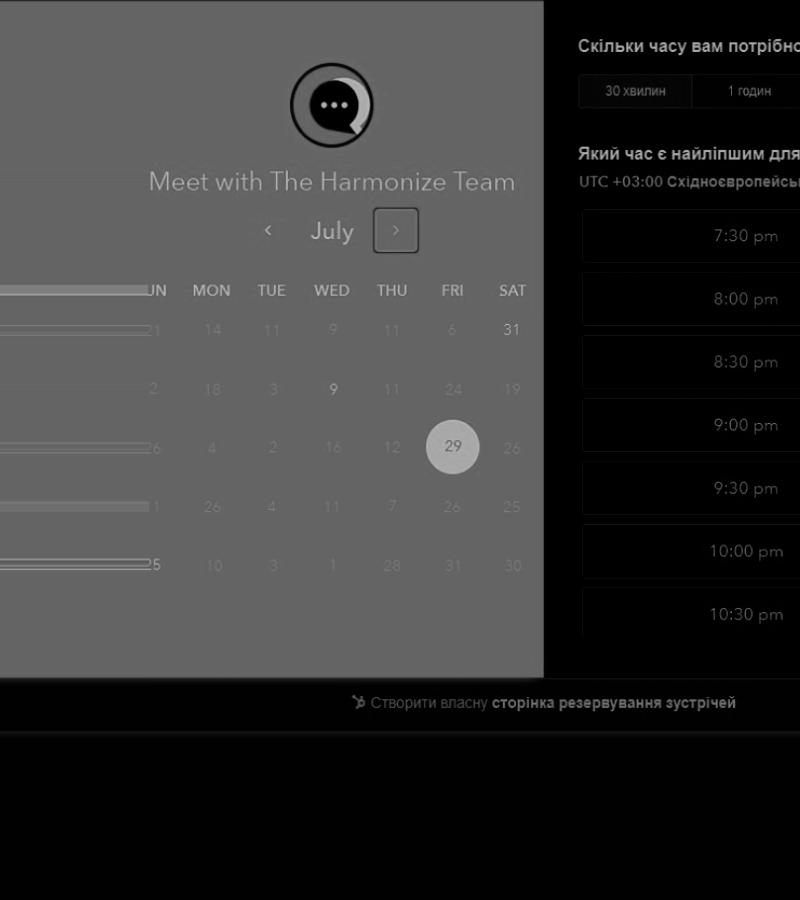 Meet with The Harmonize Team
July
UN MON TUE WED THU FRI SAT
21 14 11 9 11 6 31
2 18 3 9 11 24 19
26 4 2 16 12 29 26
1 26 4 11 7 26 25
25 10 3 1 28 31 30
Скільки часу вам потрібно
30 хвилин 1 годин
Який час є найліпшим для
UTC +03:00 Східноєвропейсь
7:30 pm
8:00 pm
8:30 pm
9:00 pm
9:30 pm
10:00 pm
10:30 pm
Створити власну сторінка резервування зустрічей